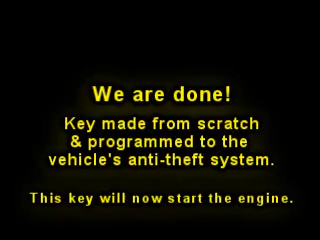 We are done!
Key made from scratch
& programmed to the
vehicle's anti-theft system.
This key will now start the engine.